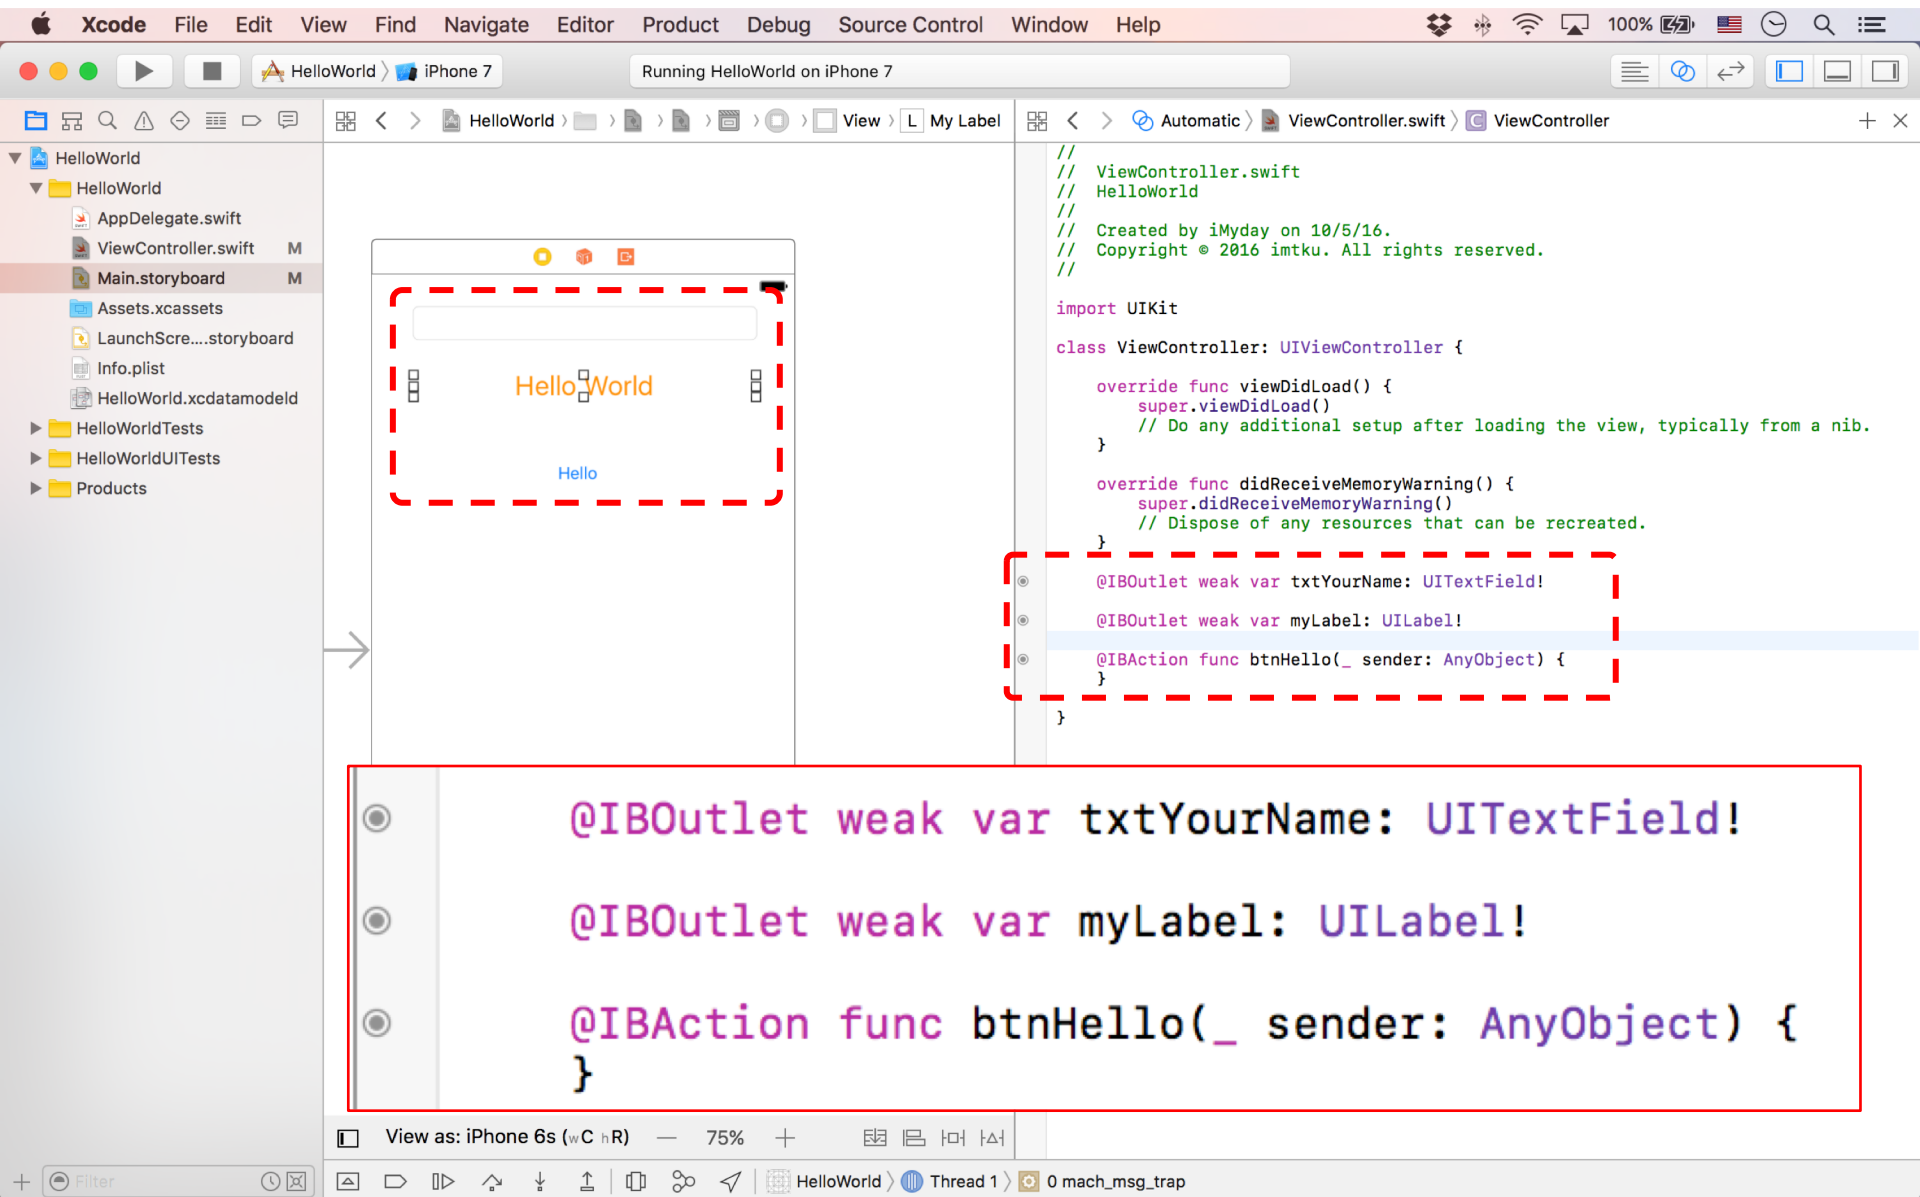 Xcode File Edit View Find Navigate Editor Product Debug Source Control Window Help 100%
HelloWorld iPhone 7 Running HelloWorld on iPhone 7
HelloWorld View L My Label Automatic ViewController.swift C ViewController
HelloWorld
HelloWorld
AppDelegate.swift
ViewController.swift M
Main.storyboard M
Assets.xcassets
LaunchScre....storyboard
Info.plist
HelloWorld.xcdatamodeld
HelloWorldTests
HelloWorldUITests
Products
Hello World
Hello
//
// ViewController.swift
// HelloWorld
//
// Created by iMyday on 10/5/16.
// Copyright © 2016 imtku. All rights reserved.
//
import UIKit
class ViewController: UIViewController {
override func viewDidLoad() {
super.viewDidLoad()
// Do any additional setup after loading the view, typically from a nib.
}
override func didReceiveMemoryWarning() {
super.didReceiveMemoryWarning()
// Dispose of any resources that can be recreated.
}
@IBOutlet weak var txtYourName: UITextField!
@IBOutlet weak var myLabel: UILabel!
@IBAction func btnHello(_ sender: AnyObject) {
}
}
@IBOutlet weak var txtYourName: UITextField!
@IBOutlet weak var myLabel: UILabel!
@IBAction func btnHello(_ sender: AnyObject) {
}
View as: iPhone 6s (wC hR) — 75% +
Filter
HelloWorld Thread 1 0 mach_msg_trap